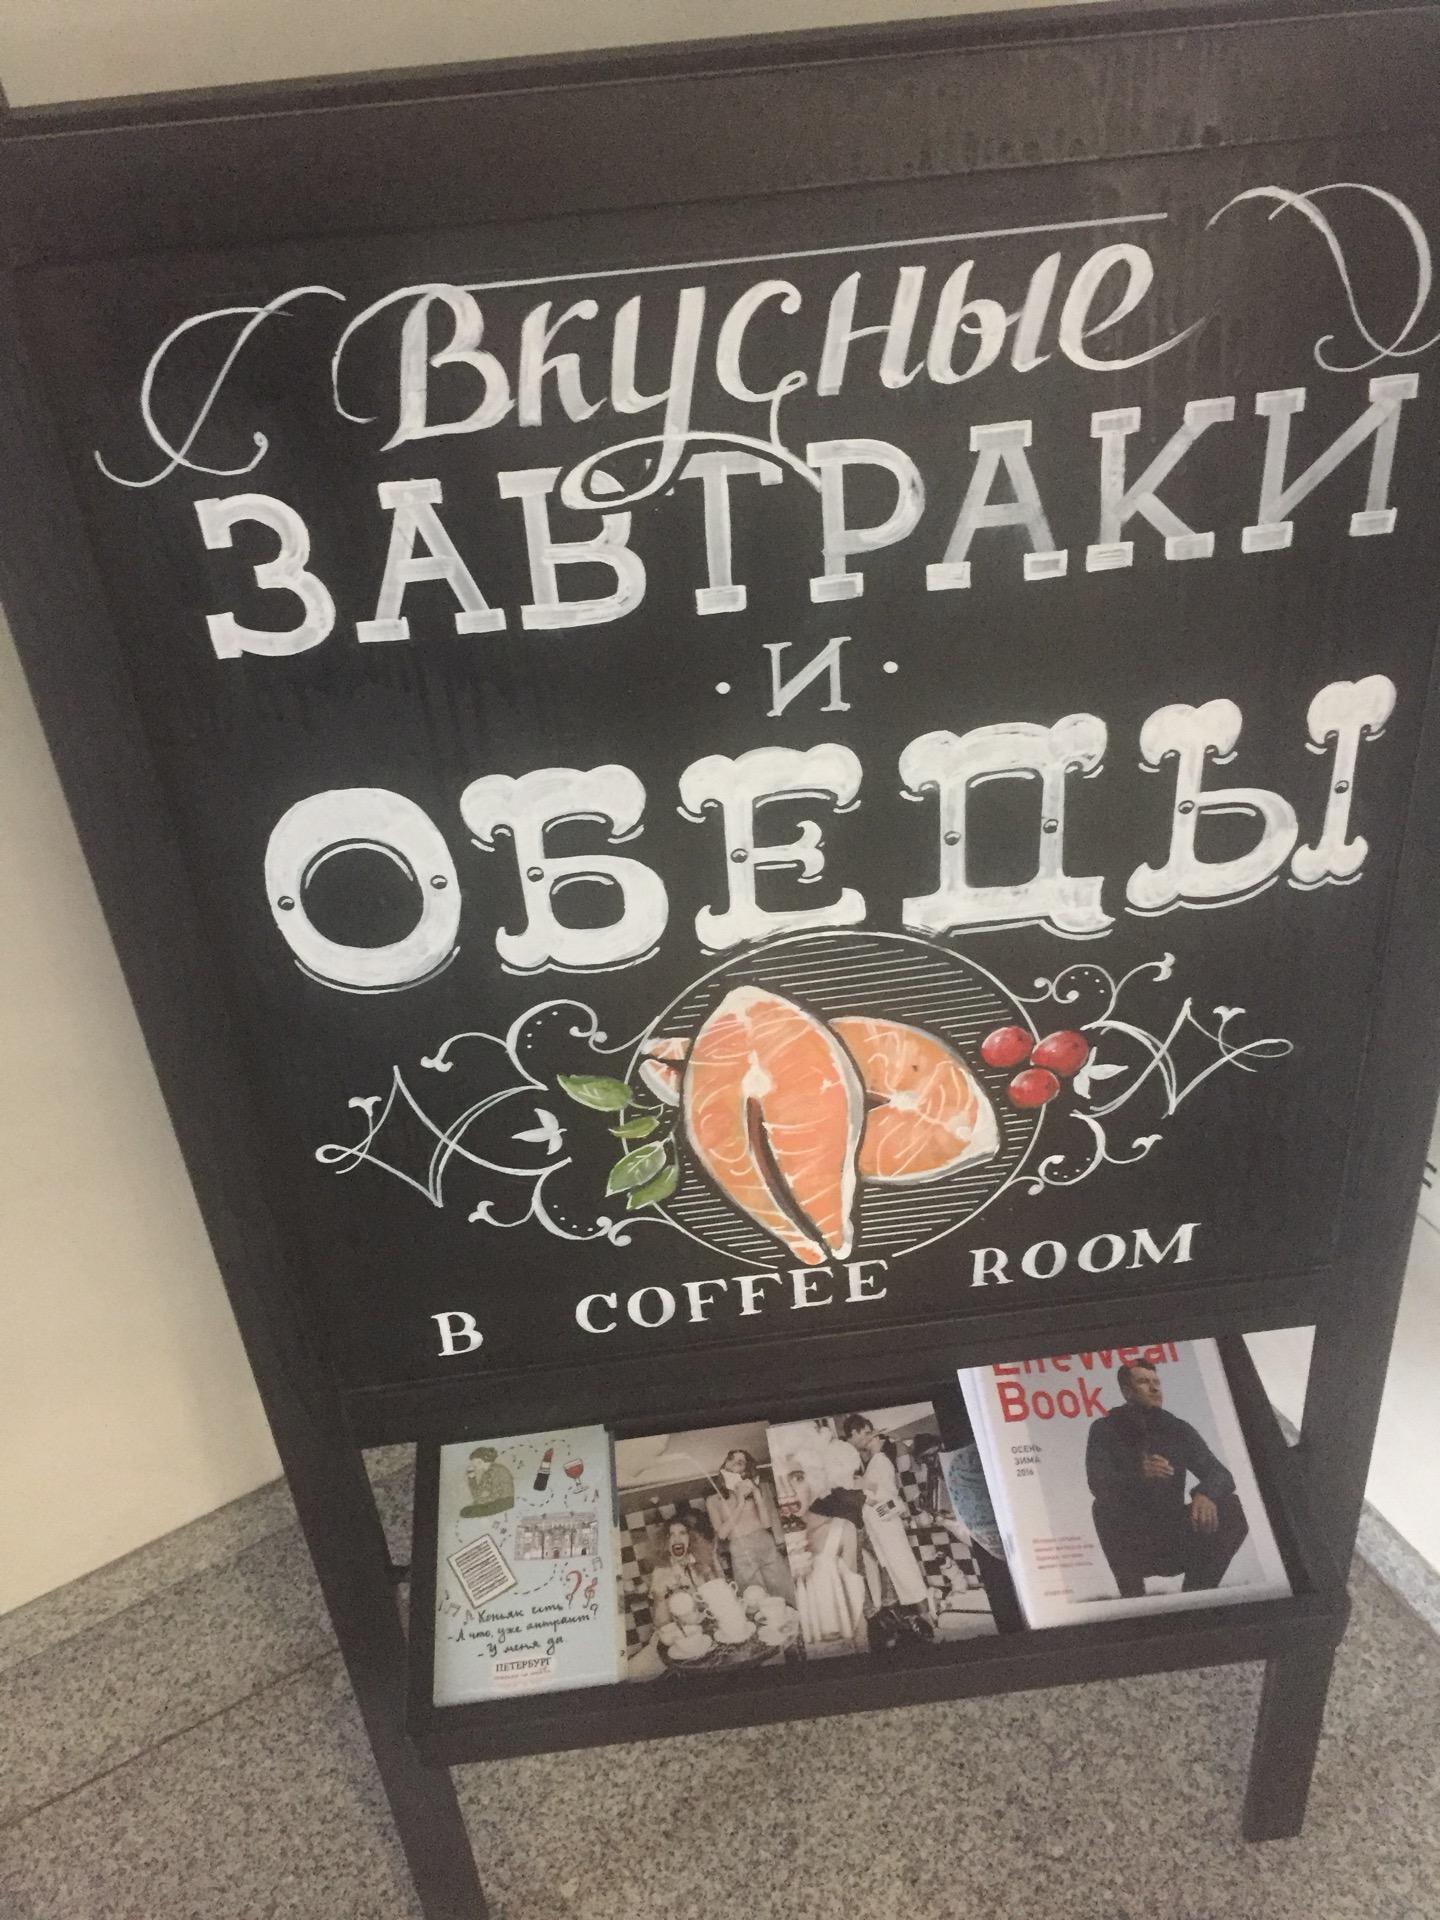 Вкусные
ЗАВТРАКИ
· И ·
ОБЕДЫ
В COFFEE ROOM
LifeWear
Book
ОСЕНЬ
ЗИМА
2016
- Коньяк есть?
- А что, уже антракт?
- У меня да.
ПЕТЕРБУРГ